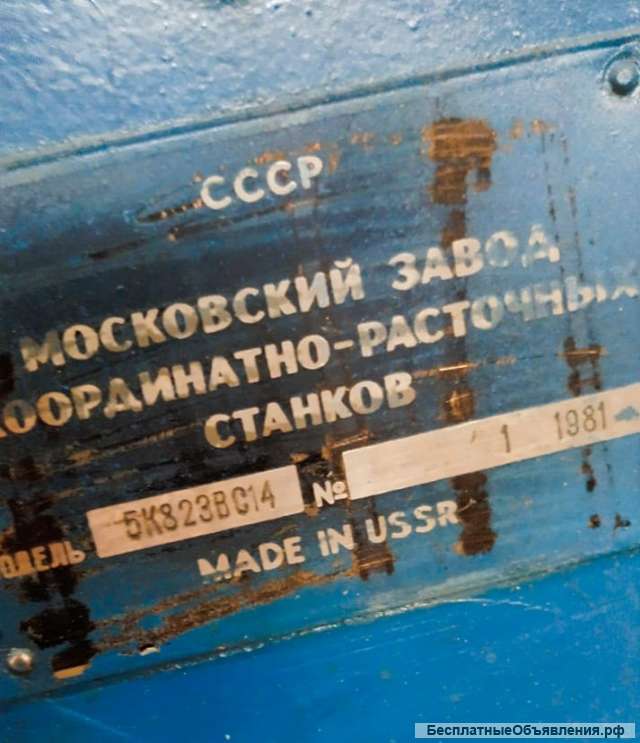 СССР
МОСКОВСКИЙ ЗАВОД
КООРДИНАТНО-РАСТОЧНЫХ
СТАНКОВ
МОДЕЛЬ 5К823ВС14 № 1 1981
MADE IN USSR
БесплатныеОбъявления.рф